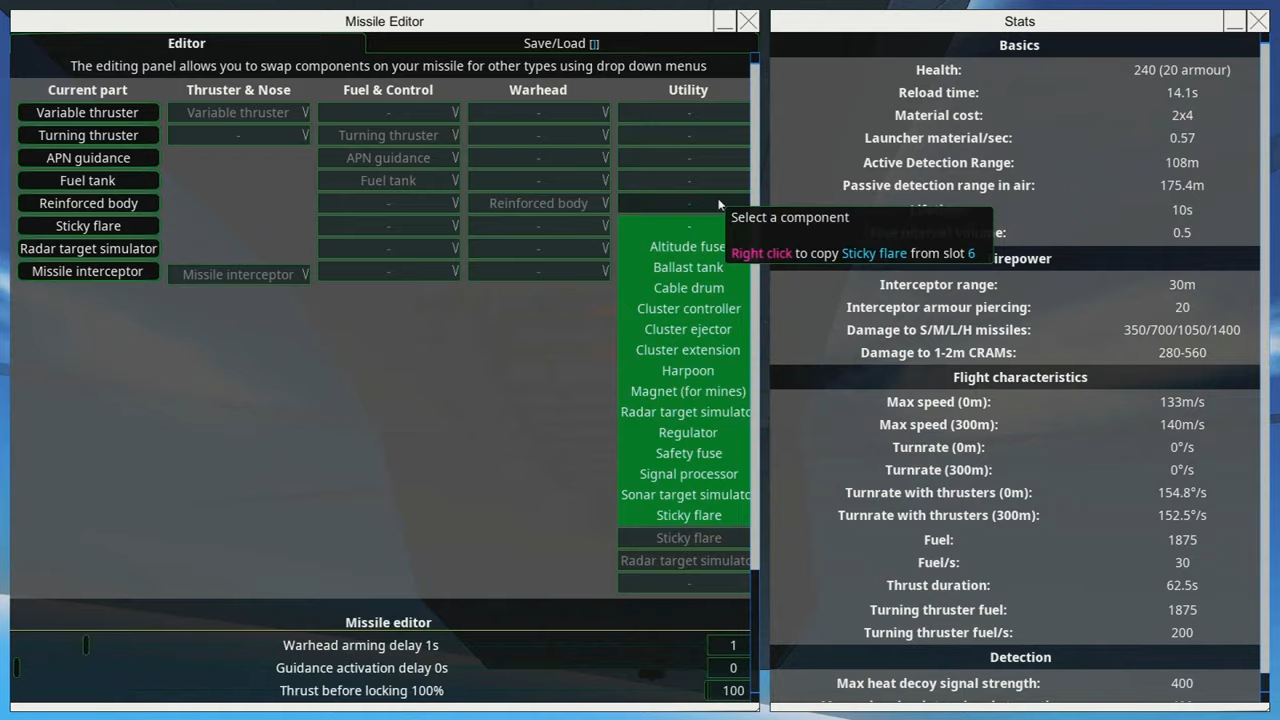 Missile Editor
Editor
Save/Load []]
The editing panel allows you to swap components on your missile for other types using drop down menus
Current part Thruster & Nose Fuel & Control Warhead Utility
Variable thruster Variable thruster V - V - V -
Turning thruster - V Turning thruster V - V -
APN guidance APN guidance V - V -
Fuel tank Fuel tank V - V -
Reinforced body - V Reinforced body V -
Sticky flare - V - V -
Radar target simulator - V - V
Missile interceptor Missile interceptor V - V - V
Altitude fuse
Ballast tank
Cable drum
Cluster controller
Cluster ejector
Cluster extension
Harpoon
Magnet (for mines)
Radar target simulato
Regulator
Safety fuse
Signal processor
Sonar target simulato
Sticky flare
Sticky flare
Radar target simulato
-
Select a component
Right click to copy Sticky flare from slot 6
Missile editor
Warhead arming delay 1s 1
Guidance activation delay 0s 0
Thrust before locking 100% 100
Stats
Basics
Health: 240 (20 armour)
Reload time: 14.1s
Material cost: 2x4
Launcher material/sec: 0.57
Active Detection Range: 108m
Passive detection range in air: 175.4m
10s
volume: 0.5
irepower
Interceptor range: 30m
Interceptor armour piercing: 20
Damage to S/M/L/H missiles: 350/700/1050/1400
Damage to 1-2m CRAMs: 280-560
Flight characteristics
Max speed (0m): 133m/s
Max speed (300m): 140m/s
Turnrate (0m): 0°/s
Turnrate (300m): 0°/s
Turnrate with thrusters (0m): 154.8°/s
Turnrate with thrusters (300m): 152.5°/s
Fuel: 1875
Fuel/s: 30
Thrust duration: 62.5s
Turning thruster fuel: 1875
Turning thruster fuel/s: 200
Detection
Max heat decoy signal strength: 400